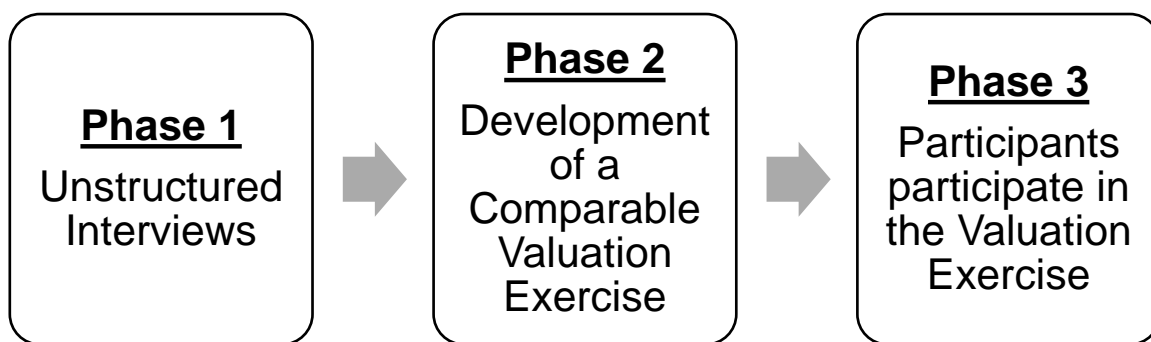 Phase 1
Unstructured
Interviews
Phase 2
Development
of a
Comparable
Valuation
Exercise
Phase 3
Participants
participate in
the Valuation
Exercise